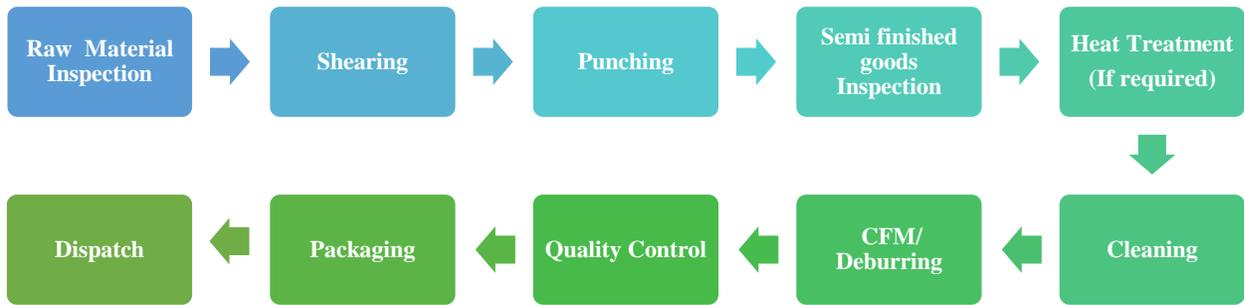 Raw Material
Inspection
Shearing
Punching
Semi finished
goods
Inspection
Heat Treatment
(If required)
Cleaning
CFM/
Deburring
Quality Control
Packaging
Dispatch